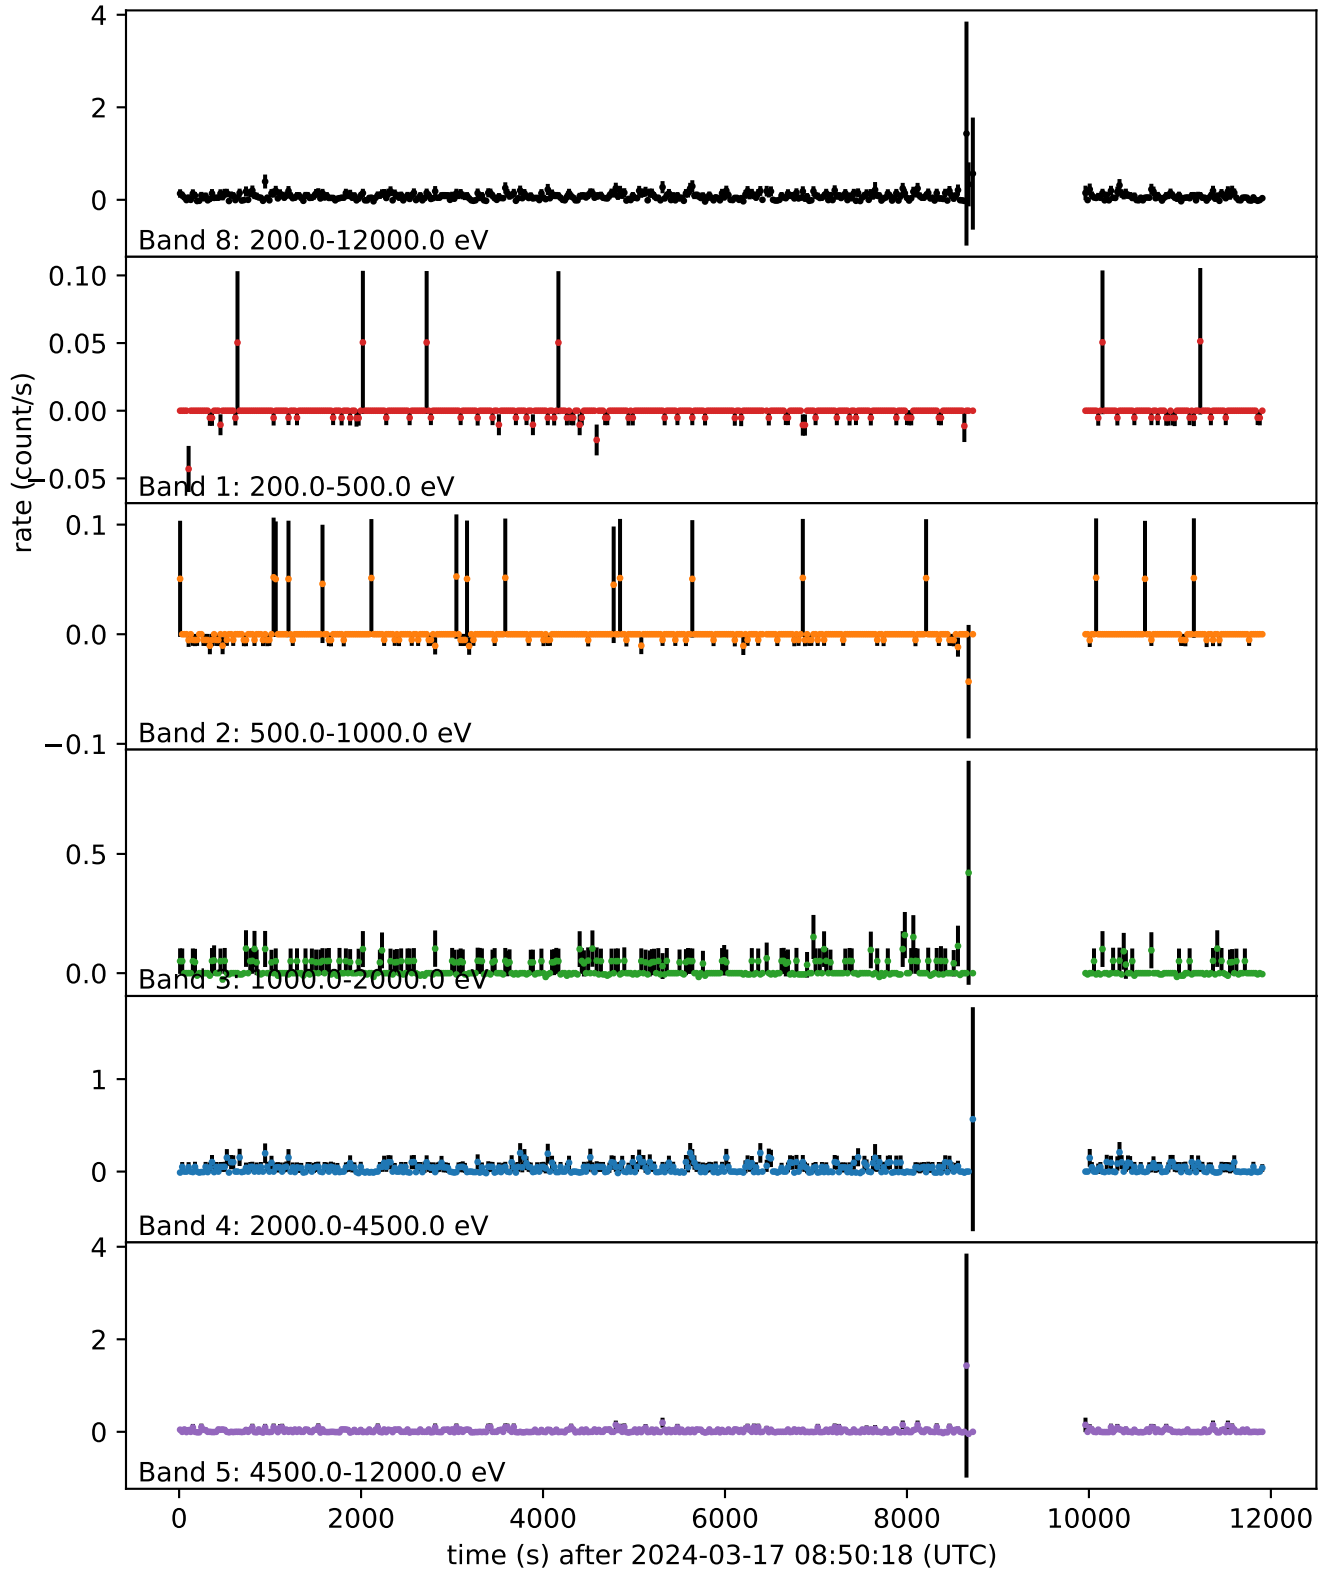 4
2
0
Band 8: 200.0-12000.0 eV
0.10
0.05
0.00
−0.05
Band 1: 200.0-500.0 eV
rate (count/s)
0.1
0.0
−0.1
Band 2: 500.0-1000.0 eV
0.5
0.0
Band 3: 1000.0-2000.0 eV
1
0
Band 4: 2000.0-4500.0 eV
4
2
0
Band 5: 4500.0-12000.0 eV
0 2000 4000 6000 8000 10000 12000
time (s) after 2024-03-17 08:50:18 (UTC)